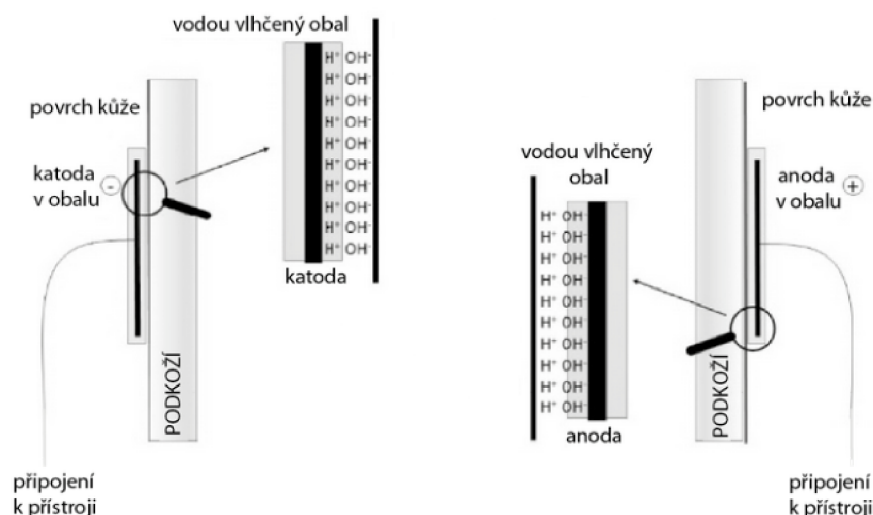 vodou vlhčený obal
H⁺ OH⁻
H⁺ OH⁻
H⁺ OH⁻
H⁺ OH⁻
H⁺ OH⁻
H⁺ OH⁻
H⁺ OH⁻
H⁺ OH⁻
H⁺ OH⁻
H⁺ OH⁻
katoda
povrch kůže
katoda
v obalu
-
PODKOŽÍ
připojení
k přístroji
vodou vlhčený
obal
H⁺ OH⁻
H⁺ OH⁻
H⁺ OH⁻
H⁺ OH⁻
H⁺ OH⁻
H⁺ OH⁻
H⁺ OH⁻
H⁺ OH⁻
H⁺ OH⁻
H⁺ OH⁻
anoda
povrch kůže
anoda
v obalu
+
PODKOŽÍ
připojení
k přístroji